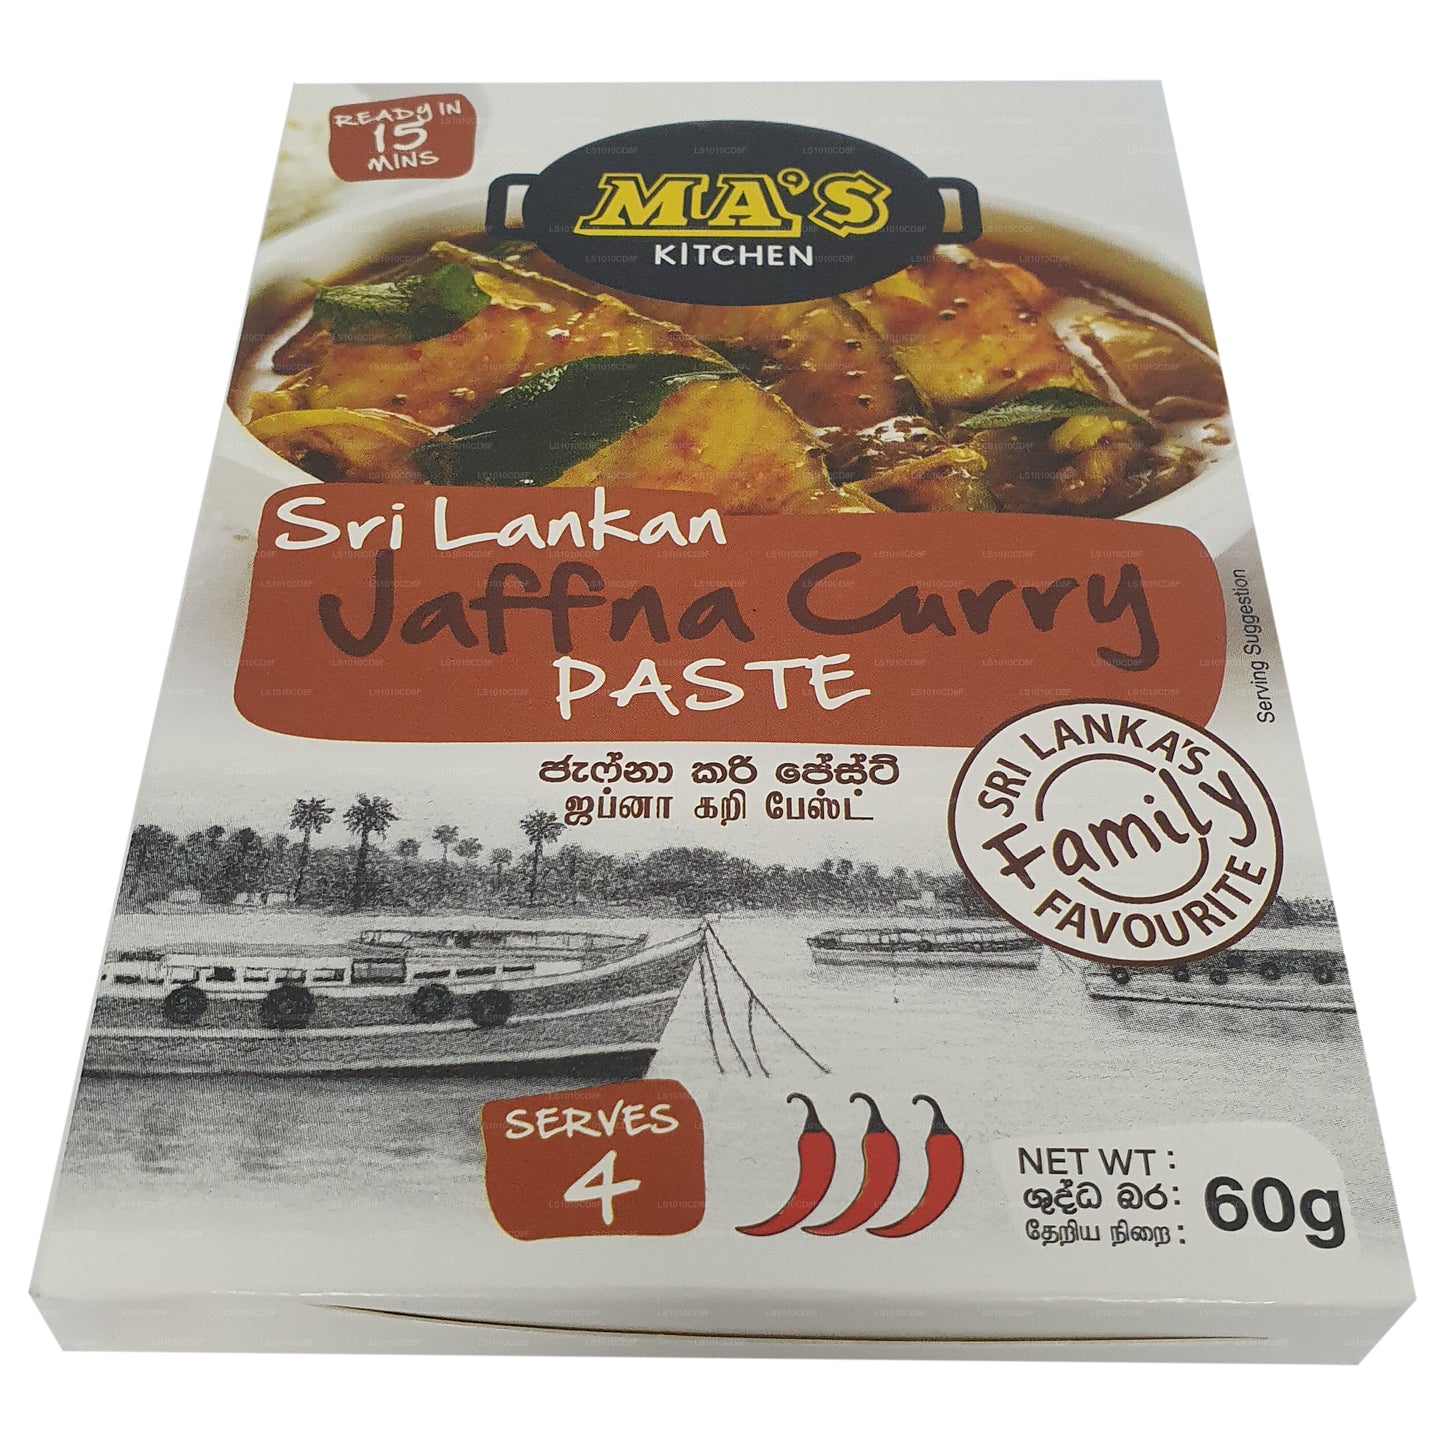 READY IN
15
MINS
MA'S
KITCHEN
Sri Lankan
Jaffna Curry
PASTE
Serving Suggestion
ජැෆ්නා කරි පේස්ට්
ஜப்னா கறி பேஸ்ட்
SRI LANKA'S
Family
FAVOURITE
SERVES
4
NET WT :
ශුද්ධ බර :
தேறிய நிறை :
60g
LS1010CD8F